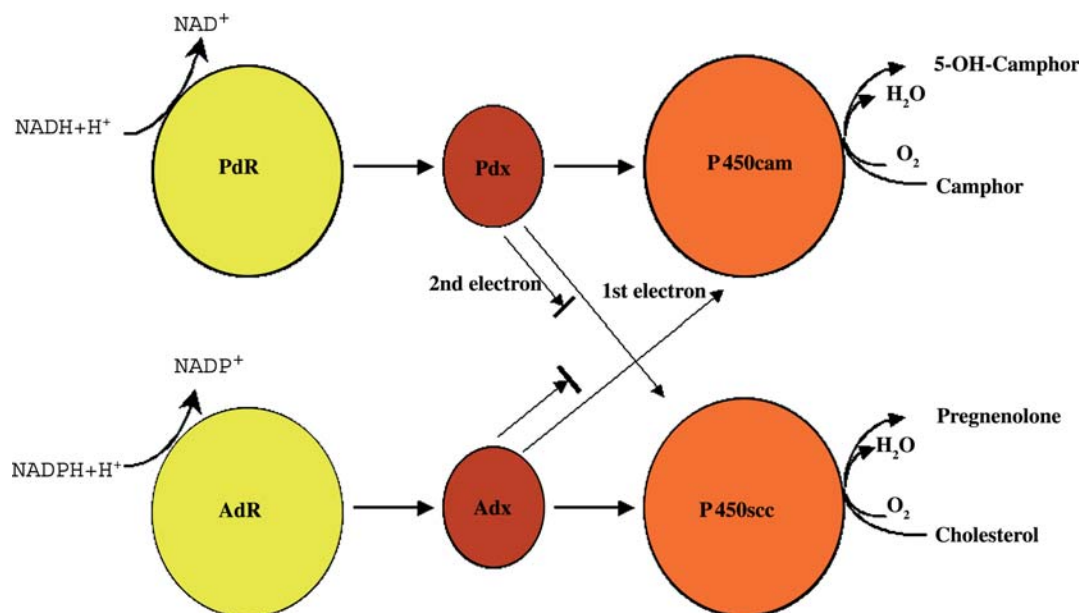 NAD⁺
NADH+H⁺
PdR
Pdx
P450cam
5-OH-Camphor
H₂O
O₂
Camphor
2nd electron
1st electron
NADP⁺
NADPH+H⁺
AdR
Adx
P450scc
Pregnenolone
H₂O
O₂
Cholesterol